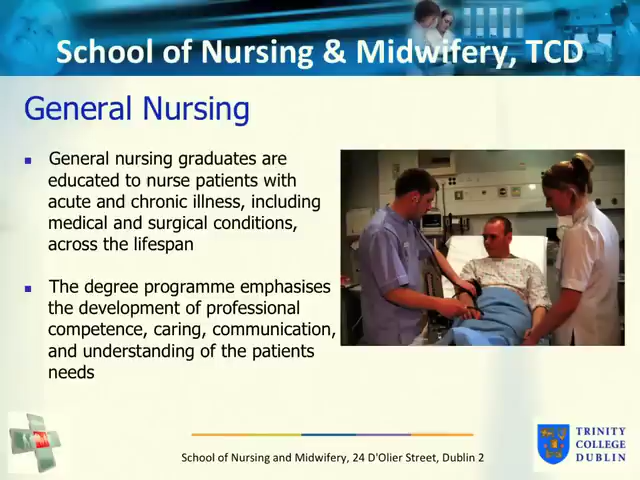 School of Nursing & Midwifery, TCD
General Nursing
General nursing graduates are
educated to nurse patients with
acute and chronic illness, including
medical and surgical conditions,
across the lifespan
The degree programme emphasises
the development of professional
competence, caring, communication,
and understanding of the patients
needs
School of Nursing and Midwifery, 24 D'Olier Street, Dublin 2
TRINITY
COLLEGE
DUBLIN